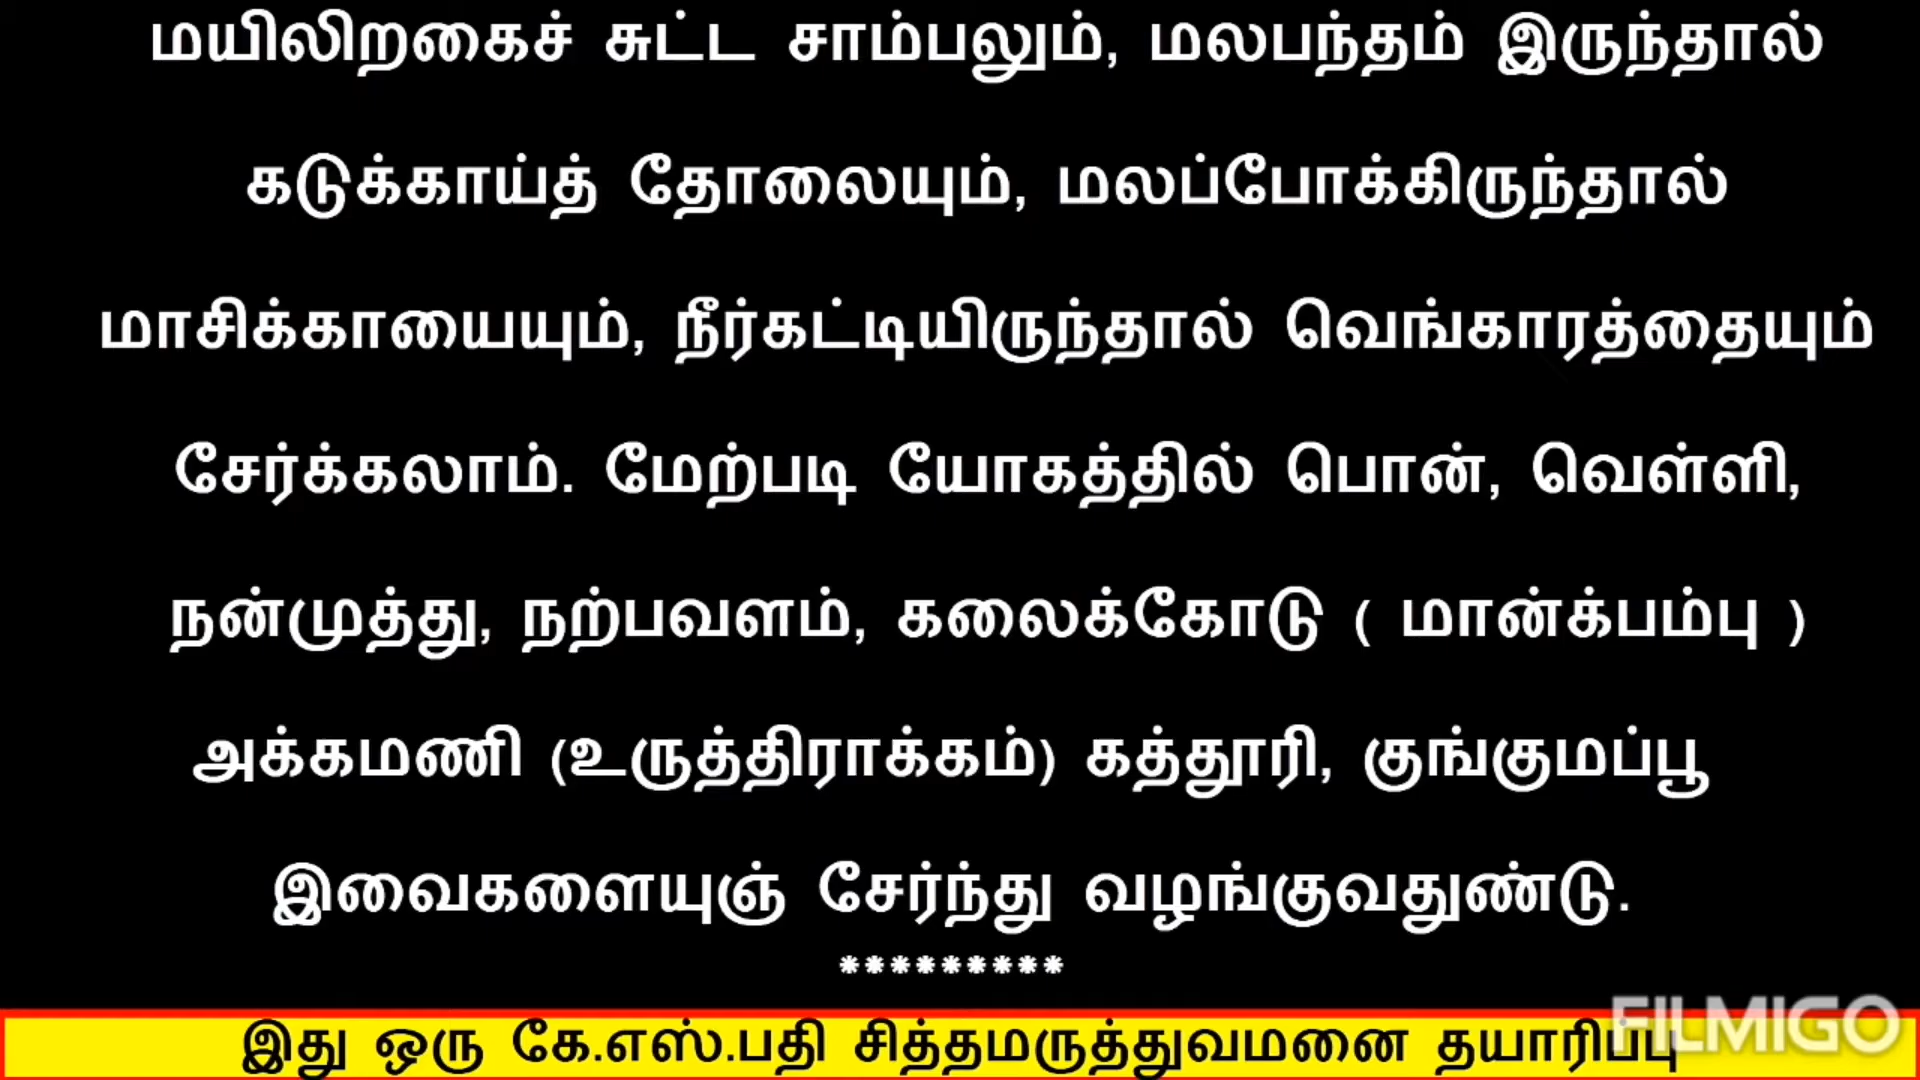 மயிலிறகைச் சுட்ட சாம்பலும், மலபந்தம் இருந்தால்
கடுக்காய்த் தோலையும், மலப்போக்கிருந்தால்
மாசிக்காயையும், நீர்கட்டியிருந்தால் வெங்காரத்தையும்
சேர்க்கலாம். மேற்படி யோகத்தில் பொன், வெள்ளி,
நன்முத்து, நற்பவளம், கலைக்கோடு ( மான்க்பம்பு )
அக்கமணி (உருத்திராக்கம்) கத்தூரி, குங்குமப்பூ
இவைகளையுஞ் சேர்ந்து வழங்குவதுண்டு.
*********
இது ஒரு கே.எஸ்.பதி சித்தமருத்துவமனை தயாரிப்பு
FILMIGO